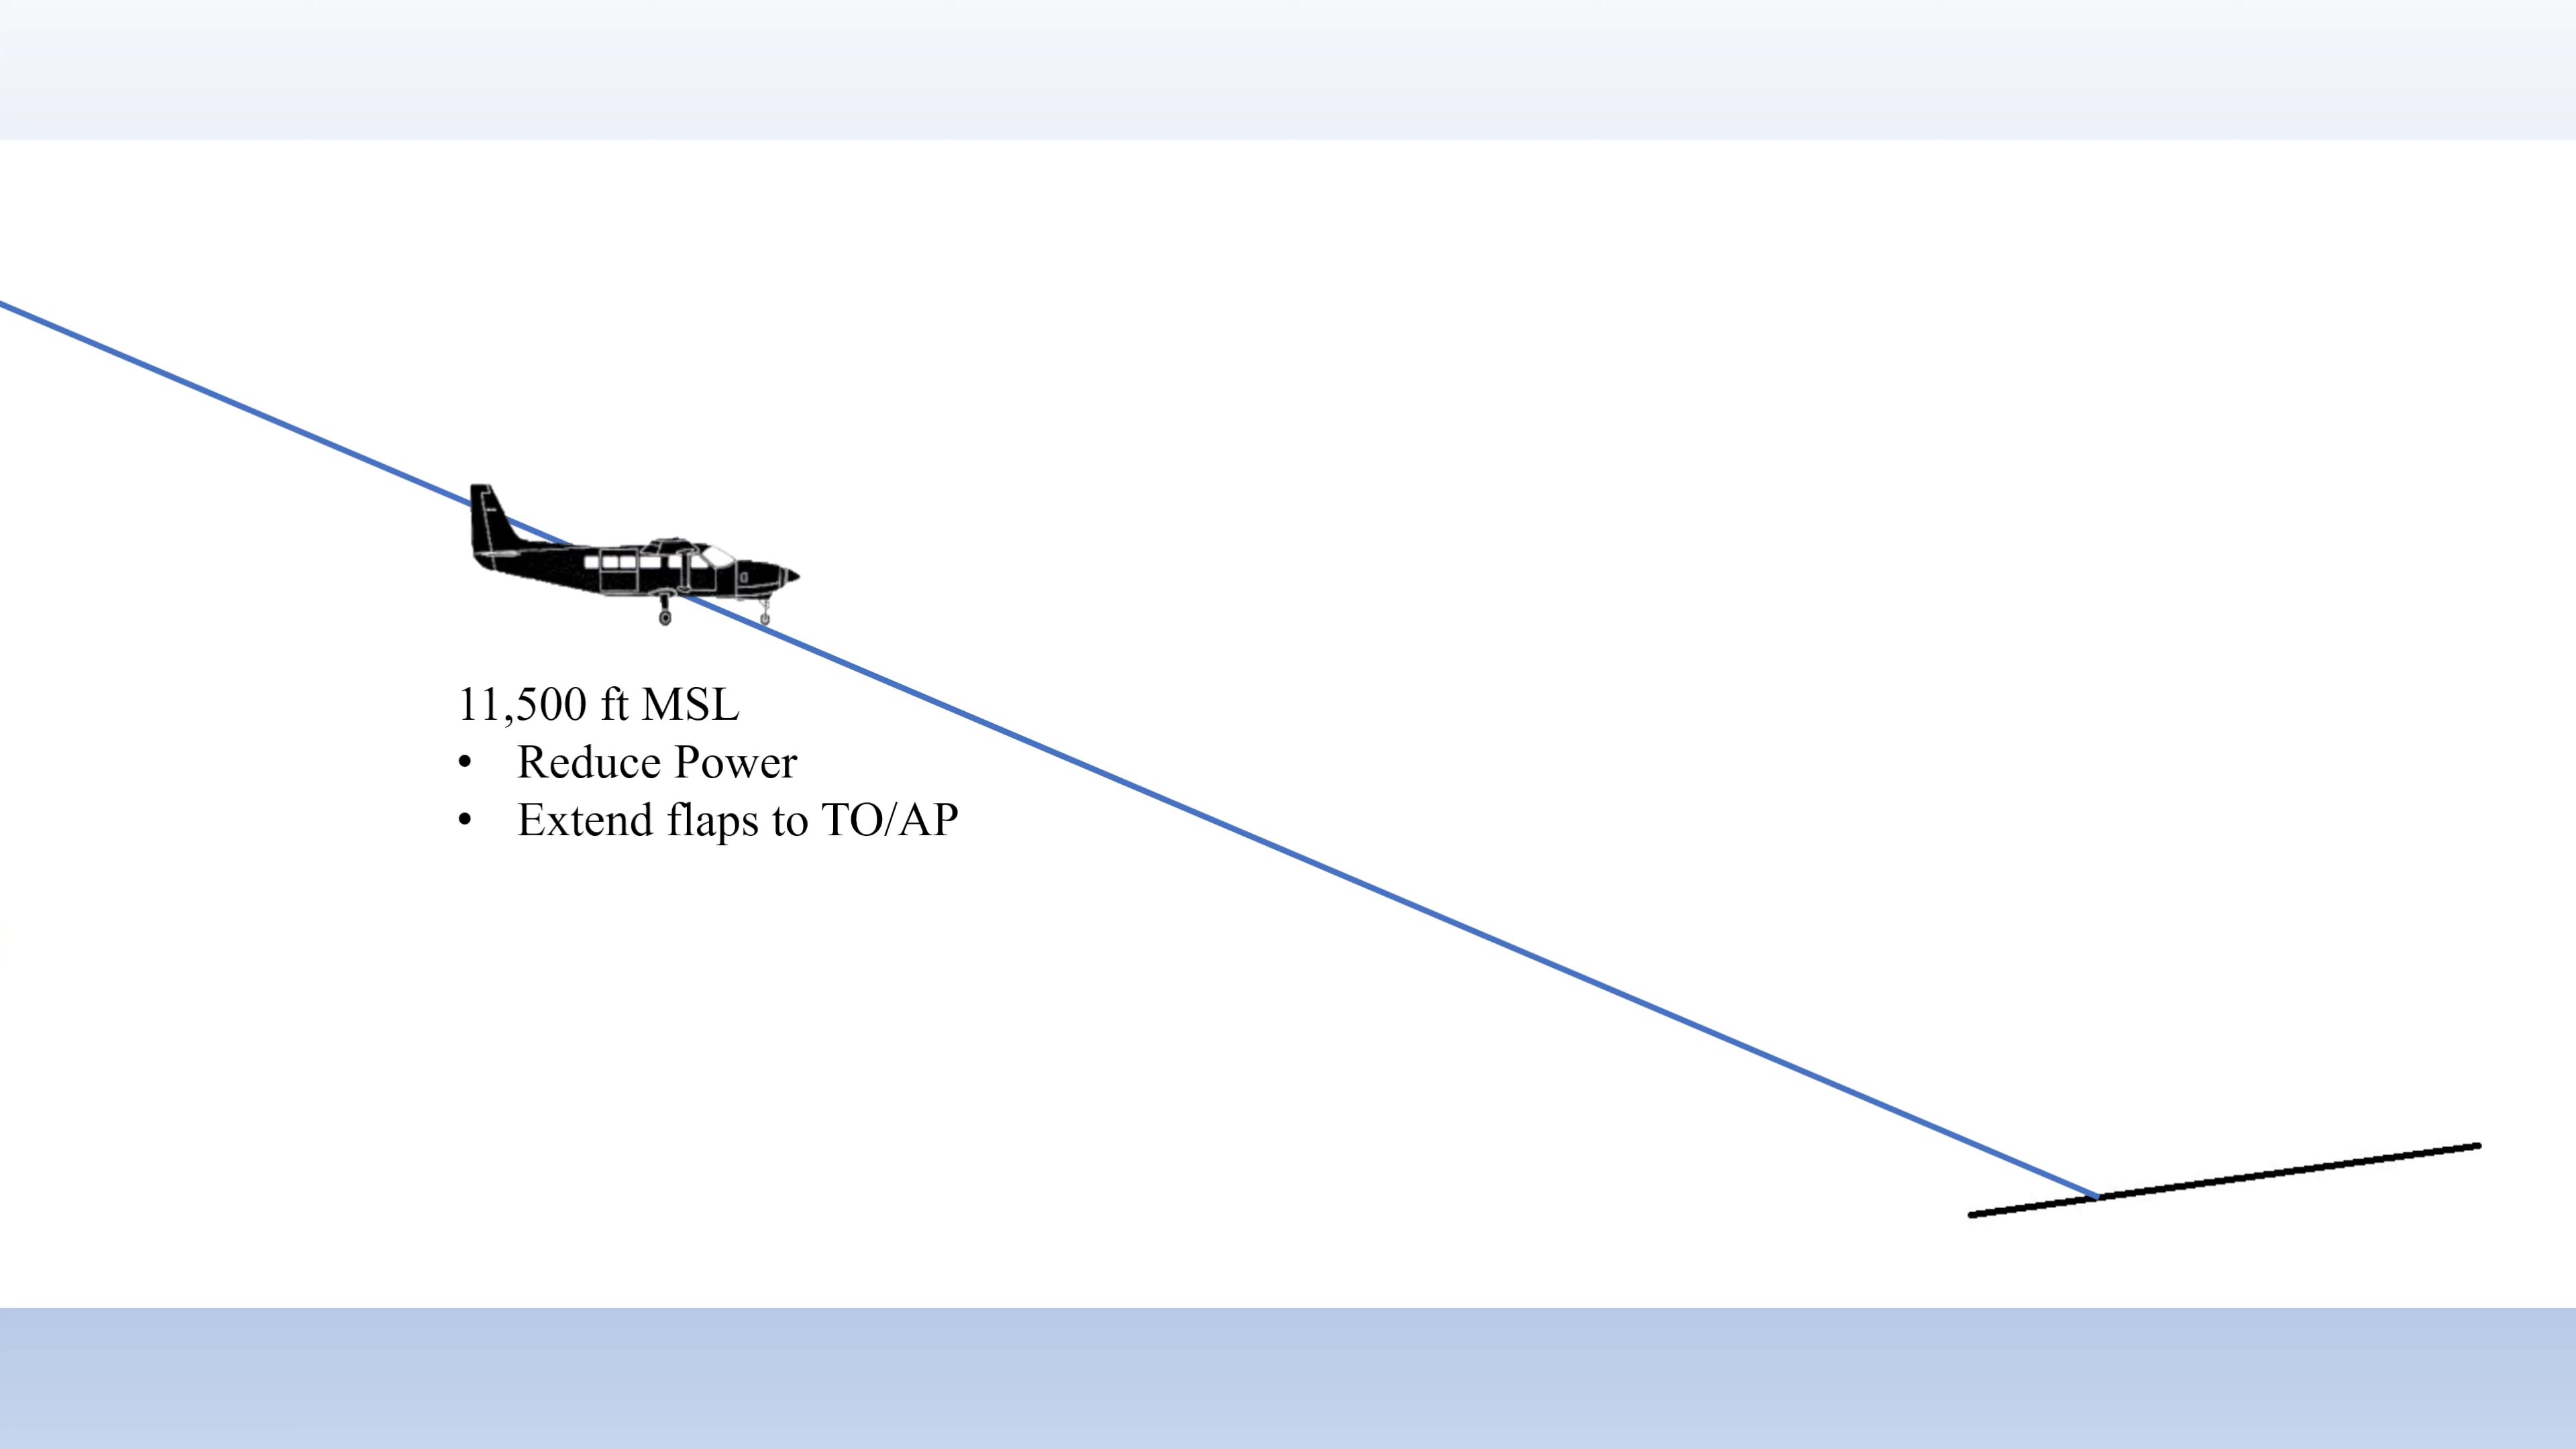 11,500 ft MSL
• Reduce Power
• Extend flaps to TO/AP